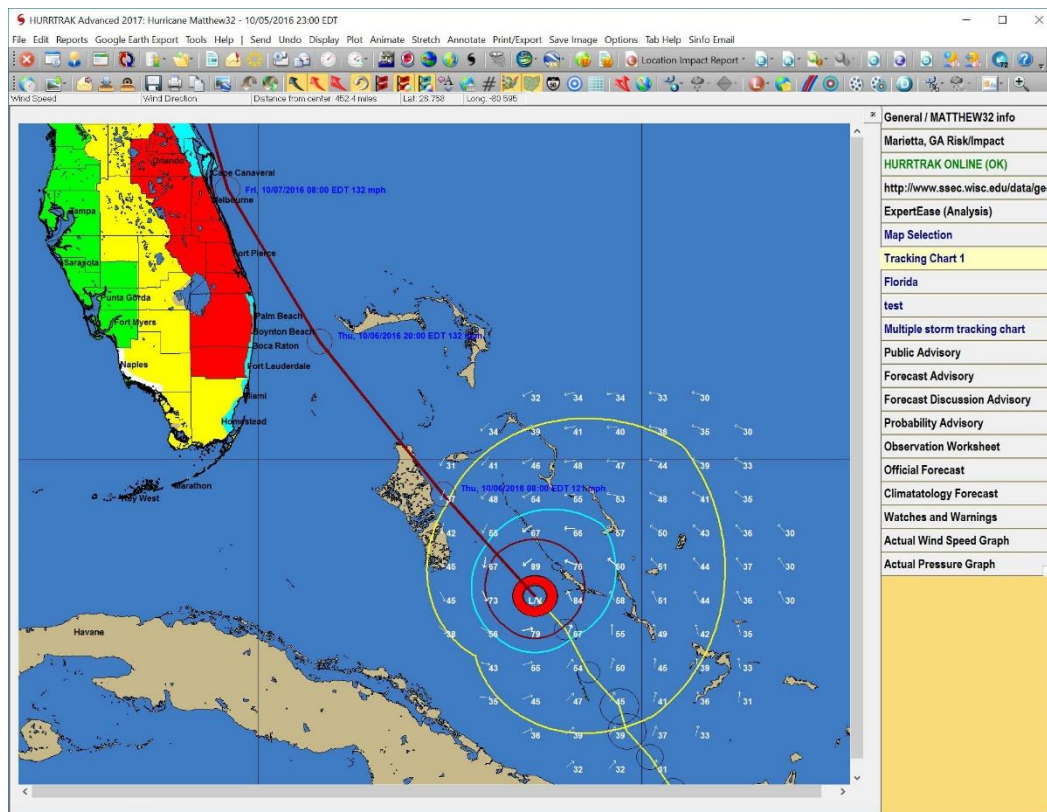 HURRTRAK Advanced 2017: Hurricane Matthew32 - 10/05/2016 23:00 EDT
File Edit Reports Google Earth Export Tools Help | Send Undo Display Plot Animate Stretch Annotate Print/Export Save Image Options Tab Help Sinfo Email
Location Impact Report
Wind Speed Wind Direction Distance from center: 452.4 miles Lat: 28.758 Long: -80.595
General / MATTHEW32 info
Marietta, GA Risk/Impact
HURRTRAK ONLINE (OK)
http://www.ssec.wisc.edu/data/ge
ExpertEase (Analysis)
Map Selection
Tracking Chart 1
Florida
test
Multiple storm tracking chart
Public Advisory
Forecast Advisory
Forecast Discussion Advisory
Probability Advisory
Observation Worksheet
Official Forecast
Climatatology Forecast
Watches and Warnings
Actual Wind Speed Graph
Actual Pressure Graph
Orlando
Cape Canaveral
Fri, 10/07/2016 08:00 EDT 132 mph
Melbourne
Tampa
Fort Pierce
Sarasota
Punta Gorda
Palm Beach
Fort Myers
Boynton Beach
Thu, 10/06/2016 20:00 EDT 132 mph
Boca Raton
Naples
Fort Lauderdale
Miami
Homestead
32 34 34 33 30
34 39 41 40 38 35 30
31 41 46 48 47 44 39 33
Marathon
Key West
Thu, 10/06/2016 08:00 EDT 121 mph
37 48 54 55 53 48 41 35
42 55 67 66 57 50 43 36 30
45 67 89 76 60 51 44 37 30
45 73 84 58 51 44 36 30
Havana
38 56 79 67 55 49 42 35
43 55 54 50 45 39 33
35 45 47 45 41 36 31
36 39 39 37 33
32 32 31